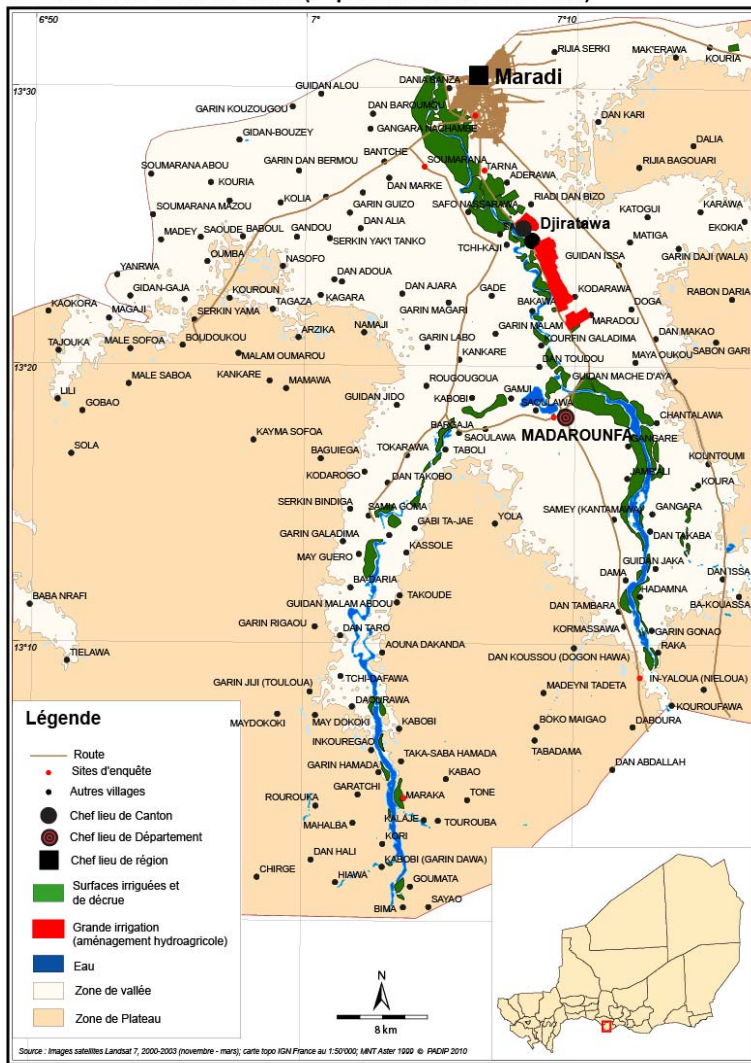 6°50
7°
7°10
13°30
13°20
13°10
RIJIA SERKI
MAK'ERAWA
KOURIA
DANIA BANZA
Maradi
GUIDAN ALOU
GARIN KOUZOUGOU
DAN BAROUMOU
DAN KARI
GANGARA NACHAMBE
GIDAN-BOUZEY
DALIA
BANTCHE
SOUMARANA ABOU
GARIN DAN BERMOU
SOUMARANA
TARNA
RIJIA BAGOUARI
KOURIA
DAN MARKE
ADERAWA
SOUMARANA MAZOU
KOLIA
GARIN GUIZO
SAFO NASSARAWA
RIADI DAN BIZO
KATOGUI
KARAWA
MADEY
SAOUDE BABOUL
GANDOU
DAN ALIA
Djiratawa
EKOKIA
SERKIN YAK'I TANKO
TCHI-KAJI
MATIGA
OUMBA
GUIDAN ISSA
GARIN DAJI (WALA)
YANRWA
NASOFO
DAN ADOUA
GIDAN-GAJA
KOUROUN
KAGARA
DAN AJARA
GADE
KODARAWA
RABON DARIA
KAOKORA
MAGAJI
SERKIN YAMA
TAGAZA
GARIN MAGARI
BAKAWA
DOGA
MARADOU
TAJOUKA
MALE SOFOA
BOUDOUKOU
ARZIKA
NAMAJI
GARIN MALAM
KOURFIN GALADIMA
DAN MAKAO
MALAM OUMAROU
GARIN LABO
KANKARE
SABON GARI
DAN TOUDOU
MAYA OUKOU
MALE SABOA
KANKARE
MAMAWA
ROUGOUGOUA
GUIDAN MACHE D'AYA
LILI
GOBAO
GUIDAN JIDO
KABOBI
GAMJI
SAOULAWA
CHANTALAWA
BARGAJA
SAOULAWA
MADAROUNFA
KAYMA SOFOA
SOLA
TOKARAWA
TABOLI
GANGARE
BAGUIEGA
KOUNTOUMI
KODAROGO
DAN TAKOBO
JAMBALI
KOURA
SERKIN BINDIGA
SAMIA GOMA
GABI TA-JAE
YOLA
SAMEY (KANTAMAWA)
GANGARA
GARIN GALADIMA
DAN TAKABA
MAY GUERO
KASSOLE
GUIDAN JAKA
BA-DARIA
DAMA
DAN ISSA
BABA NRAFI
GUIDAN MALAM ABDOU
TAKOUDE
HADAMNA
BA-KOUASSA
DAN TAMBARA
GARIN RIGAOU
DAN TARO
KORMASSAWA
GARIN GONAO
TIELAWA
AOUNA DAKANDA
DAN KOUSSOU (DOGON HAWA)
RAKA
GARIN JIJI (TOULOUA)
TCHI-DAFAWA
MADEYNI TADETA
IN-YALOUA (NIELOUA)
DAOURAWA
MAYDOKOKI
MAY DOKOKI
KABOBI
BOKO MAIGAO
DABOURA
KOUROUFAWA
INKOUREGAO
TABADAMA
TAKA-SABA HAMADA
GARIN HAMADA
KABAO
DAN ABDALLAH
GARATCHI
ROUROUKA
MARAKA
TONE
MAHALBA
KALAJE
TOUROUBA
KORI
DAN HALI
KABOBI (GARIN DAWA)
CHIRGE
HIAWA
GOUMATA
BIMA
SAYAO
Légende
Route
Sites d'enquête
Autres villages
Chef lieu de Canton
Chef lieu de Département
Chef lieu de région
Surfaces irriguées et
de décrue
Grande irrigation
(aménagement hydroagricole)
Eau
Zone de vallée
Zone de Plateau
N
8 km
Source : Images satellites Landsat 7, 2000-2003 (novembre - mars); carte topo IGN France au 1:50'000; MNT Aster 1999 © PADIP 2010